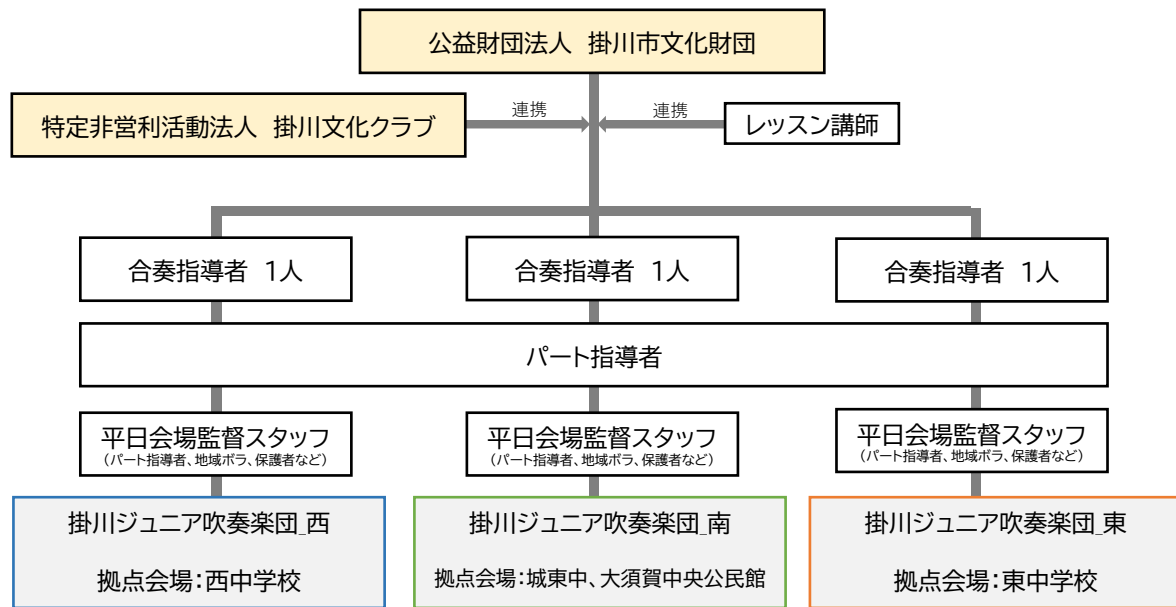 公益財団法人　掛川市文化財団
連携
連携
特定非営利活動法人　掛川文化クラブ
レッスン講師
合奏指導者　1人
合奏指導者　1人
合奏指導者　1人
パート指導者
平日会場監督スタッフ
(パート指導者、地域ボラ、保護者など)
平日会場監督スタッフ
(パート指導者、地域ボラ、保護者など)
平日会場監督スタッフ
(パート指導者、地域ボラ、保護者など)
掛川ジュニア吹奏楽団_西
拠点会場:西中学校
掛川ジュニア吹奏楽団_南
拠点会場:城東中、大須賀中央公民館
掛川ジュニア吹奏楽団_東
拠点会場:東中学校